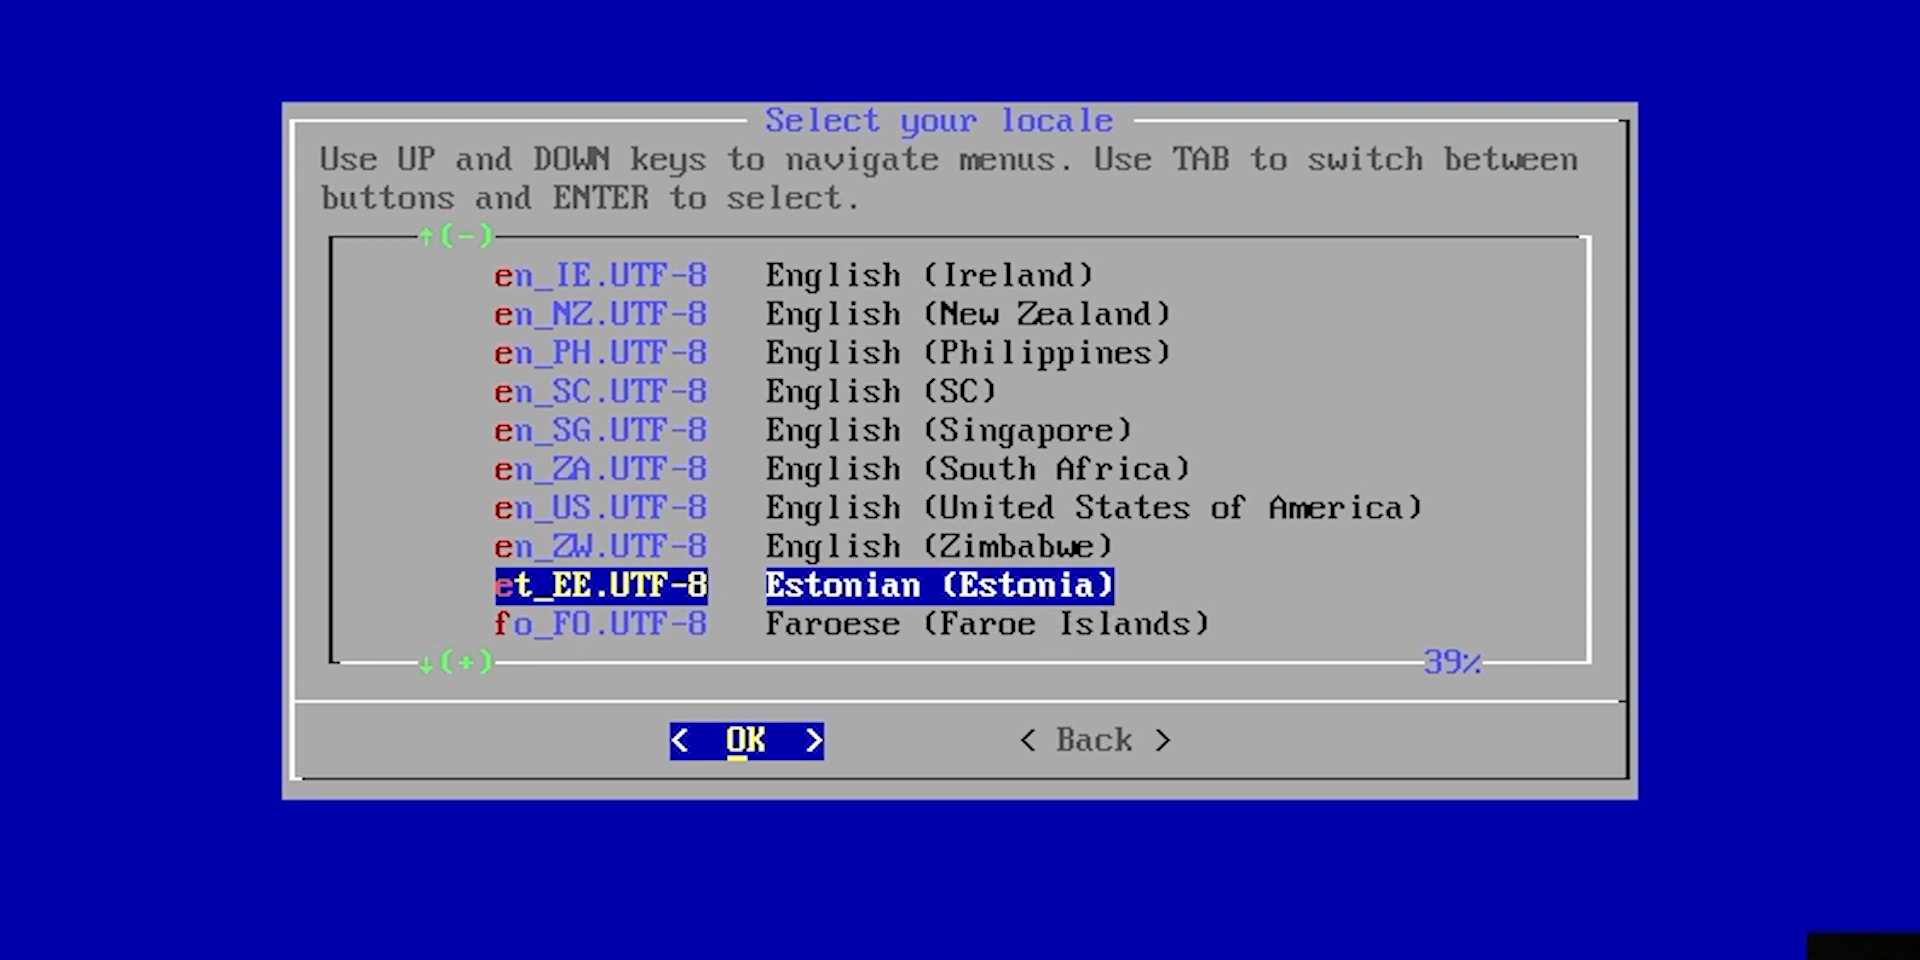 Select your locale
Use UP and DOWN keys to navigate menus. Use TAB to switch between
buttons and ENTER to select.
↑(-)
en_IE.UTF-8 English (Ireland)
en_NZ.UTF-8 English (New Zealand)
en_PH.UTF-8 English (Philippines)
en_SC.UTF-8 English (SC)
en_SG.UTF-8 English (Singapore)
en_ZA.UTF-8 English (South Africa)
en_US.UTF-8 English (United States of America)
en_ZW.UTF-8 English (Zimbabwe)
et_EE.UTF-8 Estonian (Estonia)
fo_FO.UTF-8 Faroese (Faroe Islands)
↓(+) 39%
< OK > < Back >